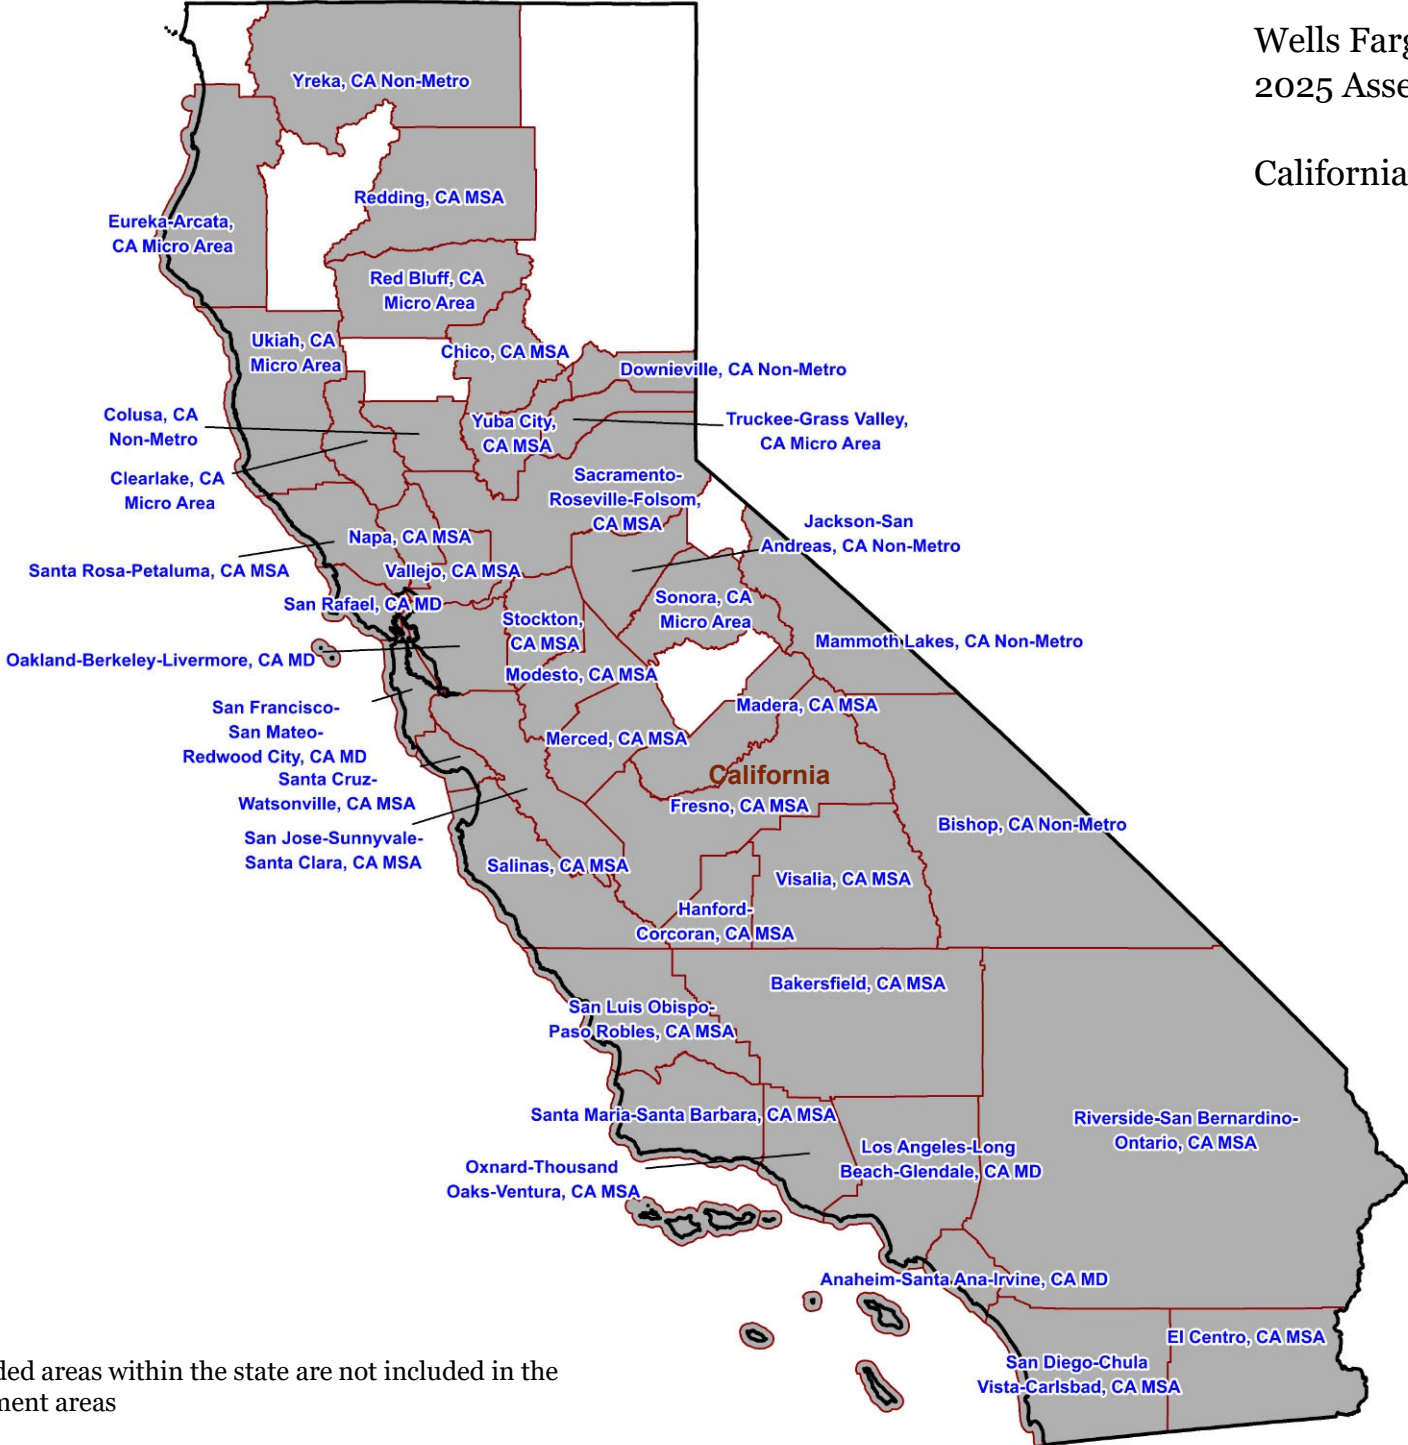 Wells Farg
2025 Asse
California
Yreka, CA Non-Metro
Redding, CA MSA
Eureka-Arcata,
CA Micro Area
Red Bluff, CA
Micro Area
Ukiah, CA
Micro Area
Chico, CA MSA
Downieville, CA Non-Metro
Colusa, CA
Non-Metro
Yuba City,
CA MSA
Truckee-Grass Valley,
CA Micro Area
Clearlake, CA
Micro Area
Sacramento-
Roseville-Folsom,
CA MSA
Jackson-San
Andreas, CA Non-Metro
Napa, CA MSA
Santa Rosa-Petaluma, CA MSA
Vallejo, CA MSA
San Rafael, CA MD
Stockton,
CA MSA
Sonora, CA
Micro Area
Mammoth Lakes, CA Non-Metro
Oakland-Berkeley-Livermore, CA MD
Modesto, CA MSA
San Francisco-
San Mateo-
Redwood City, CA MD
Madera, CA MSA
Merced, CA MSA
California
Santa Cruz-
Watsonville, CA MSA
Fresno, CA MSA
Bishop, CA Non-Metro
San Jose-Sunnyvale-
Santa Clara, CA MSA
Salinas, CA MSA
Visalia, CA MSA
Hanford-
Corcoran, CA MSA
Bakersfield, CA MSA
San Luis Obispo-
Paso Robles, CA MSA
Santa Maria-Santa Barbara, CA MSA
Riverside-San Bernardino-
Ontario, CA MSA
Los Angeles-Long
Beach-Glendale, CA MD
Oxnard-Thousand
Oaks-Ventura, CA MSA
Anaheim-Santa Ana-Irvine, CA MD
El Centro, CA MSA
San Diego-Chula
Vista-Carlsbad, CA MSA
ded areas within the state are not included in the
ment areas